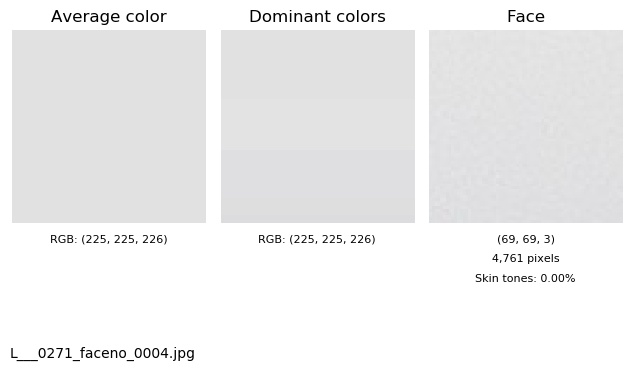 Average color
Dominant colors
Face
RGB: (225, 225, 226)
RGB: (225, 225, 226)
(69, 69, 3)
4,761 pixels
Skin tones: 0.00%
L___0271_faceno_0004.jpg